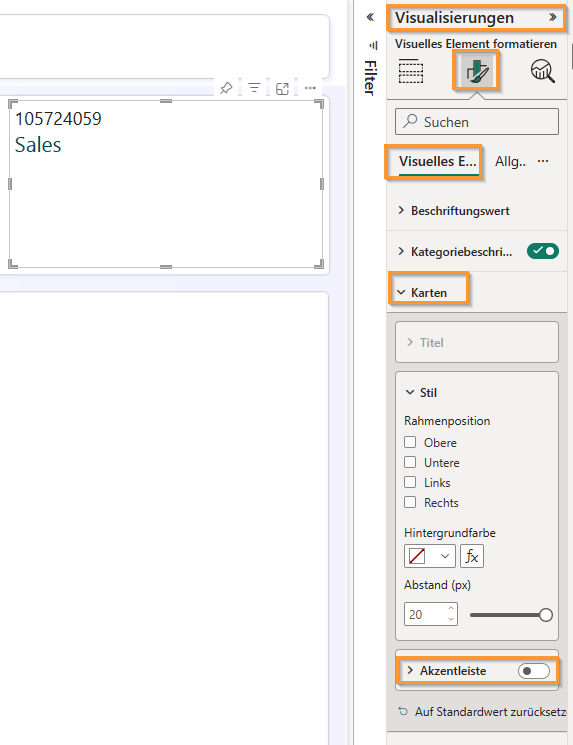 105724059
Sales
Filter
Visualisierungen
Visuelles Element formatieren
Suchen
Visuelles E...
Allg...
Beschriftungswert
Kategoriebeschri...
Karten
Titel
Stil
Rahmenposition
Obere
Untere
Links
Rechts
Hintergrundfarbe
fx
Abstand (px)
20
Akzentleiste
Auf Standardwert zurücksetze